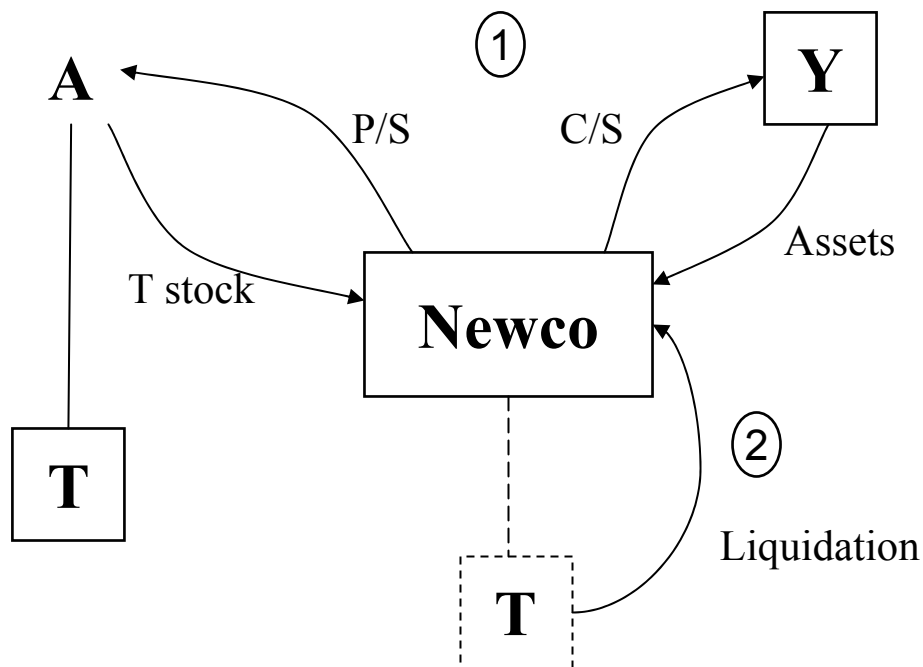 1
A
Y
P/S
C/S
Assets
T stock
Newco
T
2
Liquidation
T